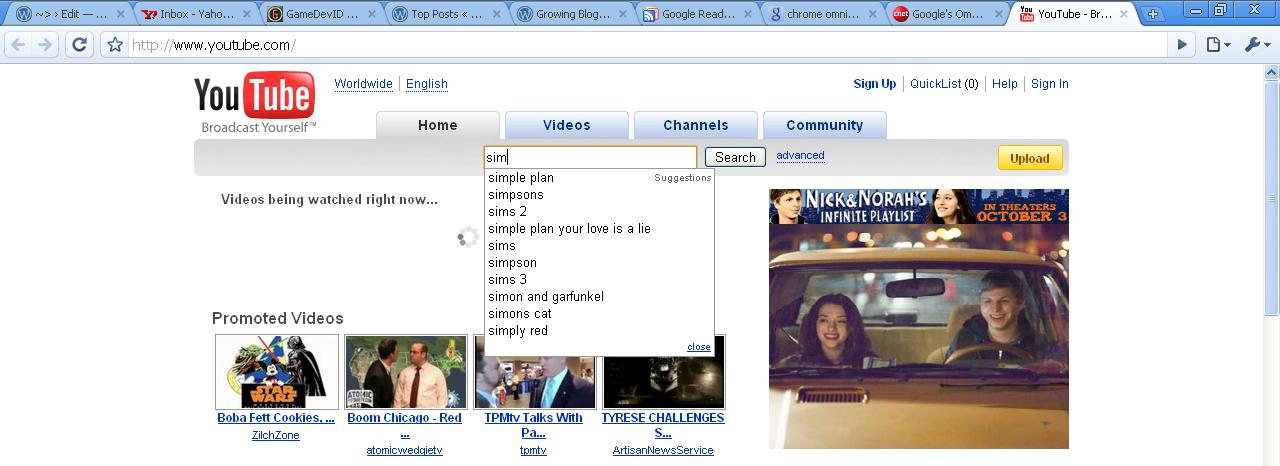 ~>> Edit — ...
Inbox - Yaho...
GameDevID ...
Top Posts « ...
Growing Blog...
Google Read...
chrome omni...
cnet
Google's Om...
YouTube - Br...
http://www.youtube.com/
YouTube
Broadcast Yourself™
Worldwide
English
Sign Up
QuickList (0)
Help
Sign In
Home
Videos
Channels
Community
sim
Search
advanced
Upload
simple plan
Suggestions
simpsons
sims 2
simple plan your love is a lie
sims
simpson
sims 3
simon and garfunkel
simons cat
simply red
close
Videos being watched right now...
NICK & NORAH'S
INFINITE PLAYLIST
IN THEATERS
OCTOBER 3
Promoted Videos
STAR
WARS
ATOMIC
Boba Fett Cookies, ...
ZilchZone
Boom Chicago - Red
...
atomicwedgietv
TPMtv Talks With
Pa...
tpmtv
TYRESE CHALLENGES
S...
ArtisanNewsService